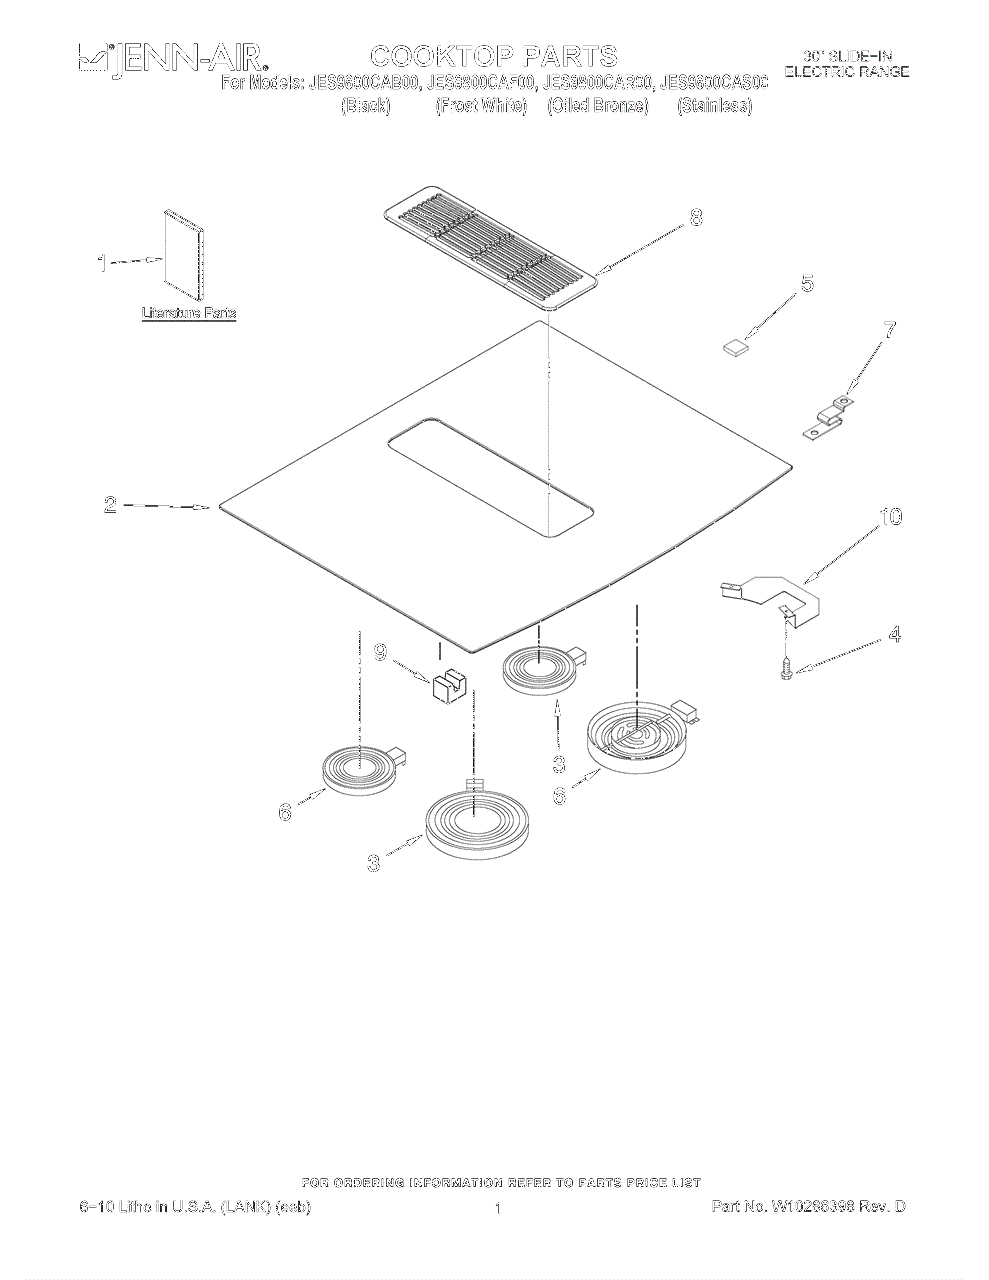 JENN-AIR®
COOKTOP PARTS
30" SLIDE-IN
ELECTRIC RANGE
For Models: JES9800CAB00, JES9800CAF00, JES9800CAR00, JES9800CAS00
(Black) (Frost White) (Oiled Bronze) (Stainless)
8
1
Literature Parts
5
7
2
10
9
4
3
6
6
3
FOR ORDERING INFORMATION REFER TO PARTS PRICE LIST
6-10 Litho in U.S.A. (LANK) (eeb)
1
Part No. W10288398 Rev. D